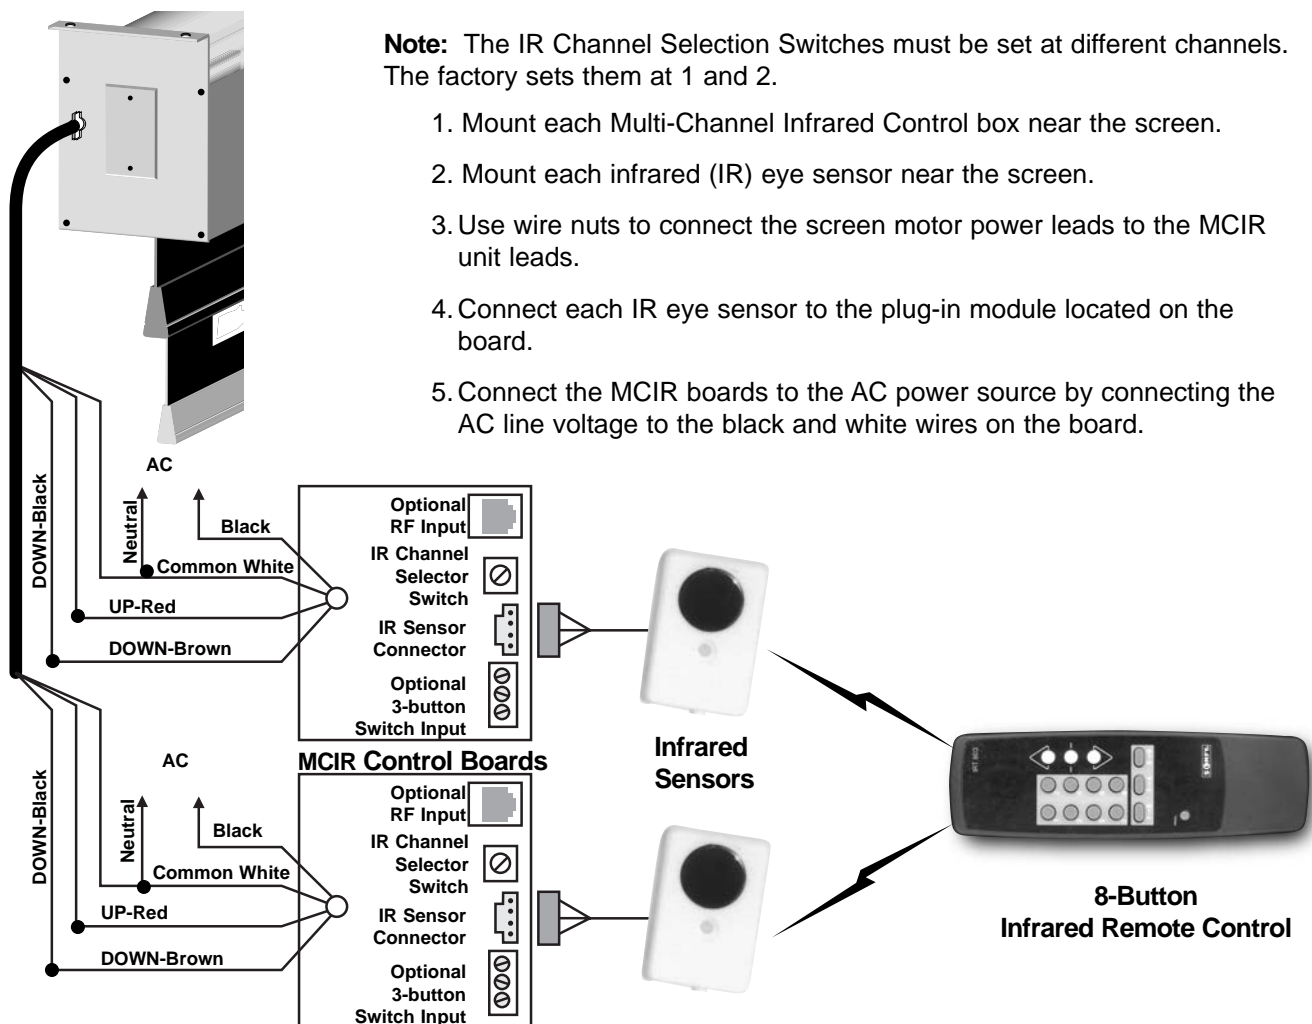 Note: The IR Channel Selection Switches must be set at different channels.
The factory sets them at 1 and 2.
1. Mount each Multi-Channel Infrared Control box near the screen.
2. Mount each infrared (IR) eye sensor near the screen.
3. Use wire nuts to connect the screen motor power leads to the MCIR
unit leads.
4. Connect each IR eye sensor to the plug-in module located on the
board.
5. Connect the MCIR boards to the AC power source by connecting the
AC line voltage to the black and white wires on the board.
AC
DOWN-Black
Neutral
Black
Common White
UP-Red
DOWN-Brown
Optional
RF Input
IR Channel
Selector
Switch
IR Sensor
Connector
Optional
3-button
Switch Input
MCIR Control Boards
Infrared
Sensors
AC
DOWN-Black
Neutral
Black
Common White
UP-Red
DOWN-Brown
Optional
RF Input
IR Channel
Selector
Switch
IR Sensor
Connector
Optional
3-button
Switch Input
8-Button
Infrared Remote Control